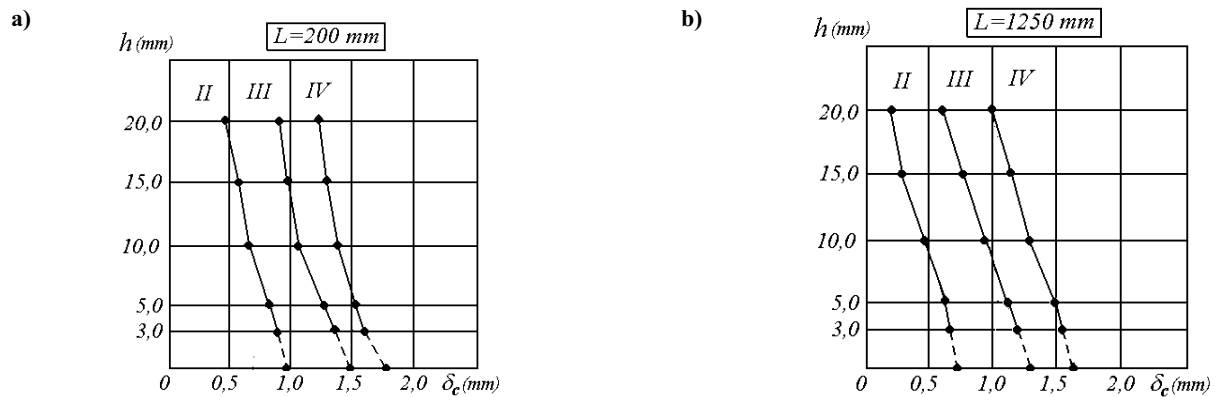 a)
L=200 mm
h (mm)
II III IV
20,0
15,0
10,0
5,0
3,0
0 0,5 1,0 1,5 2,0 δc (mm)
b)
L=1250 mm
h (mm)
II III IV
20,0
15,0
10,0
5,0
3,0
0 0,5 1,0 1,5 2,0 δc (mm)